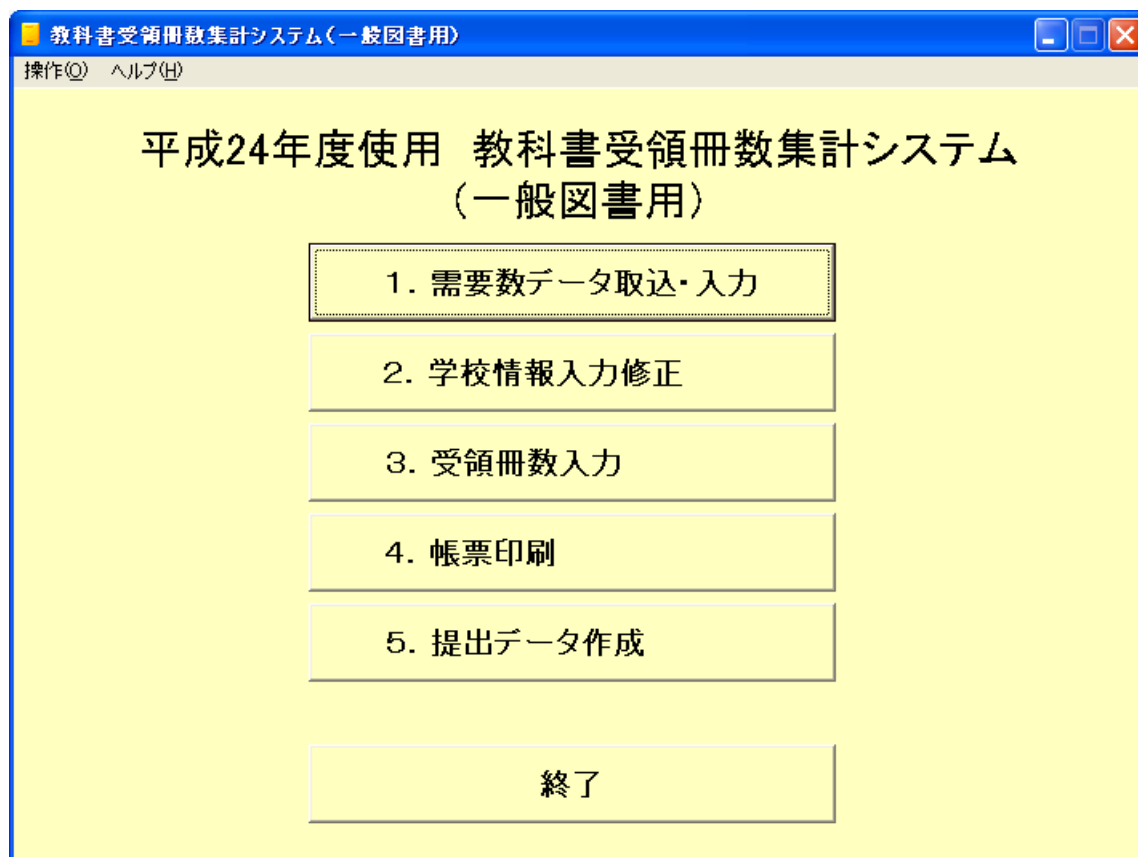 教科書受領冊数集計システム(一般図書用)
操作(O) ヘルプ(H)
平成24年度使用 教科書受領冊数集計システム
(一般図書用)
1. 需要数データ取込・入力
2. 学校情報入力修正
3. 受領冊数入力
4. 帳票印刷
5. 提出データ作成
終了